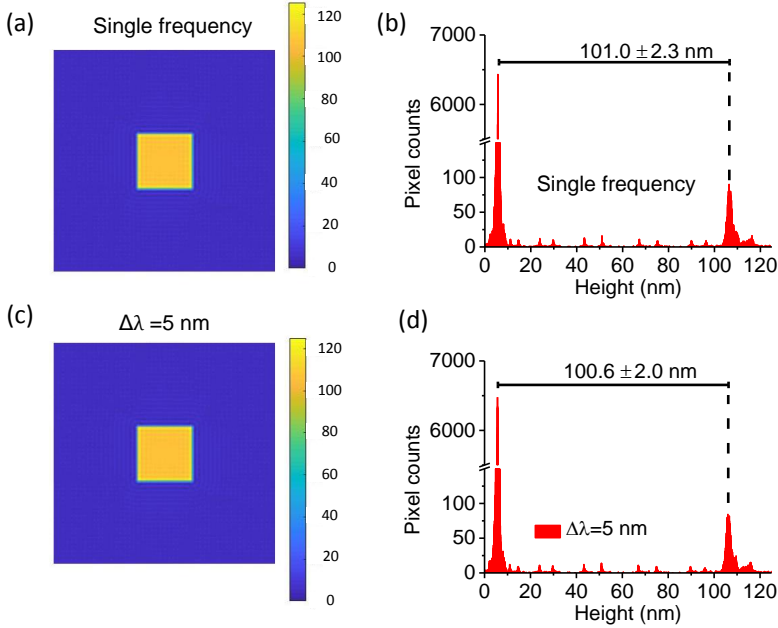 (a)
Single frequency
120
100
80
60
40
20
0
(b)
7000
6000
100
50
0
Pixel counts
101.0 ±2.3 nm
Single frequency
0 20 40 60 80 100 120
Height (nm)
(c)
Δλ =5 nm
120
100
80
60
40
20
0
(d)
7000
6000
100
50
0
Pixel counts
100.6 ±2.0 nm
Δλ=5 nm
0 20 40 60 80 100 120
Height (nm)